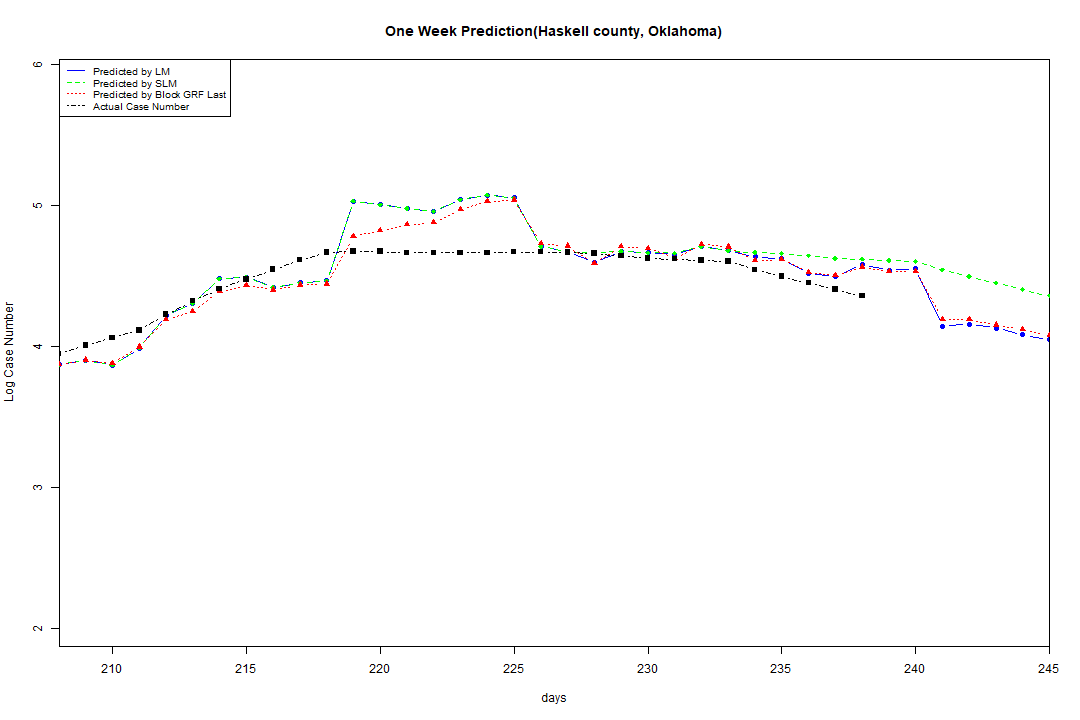 One Week Prediction(Haskell county, Oklahoma)
Predicted by LM
Predicted by SLM
Predicted by Block GRF Last
Actual Case Number
6
5
4
3
2
Log Case Number
210 215 220 225 230 235 240 245
days